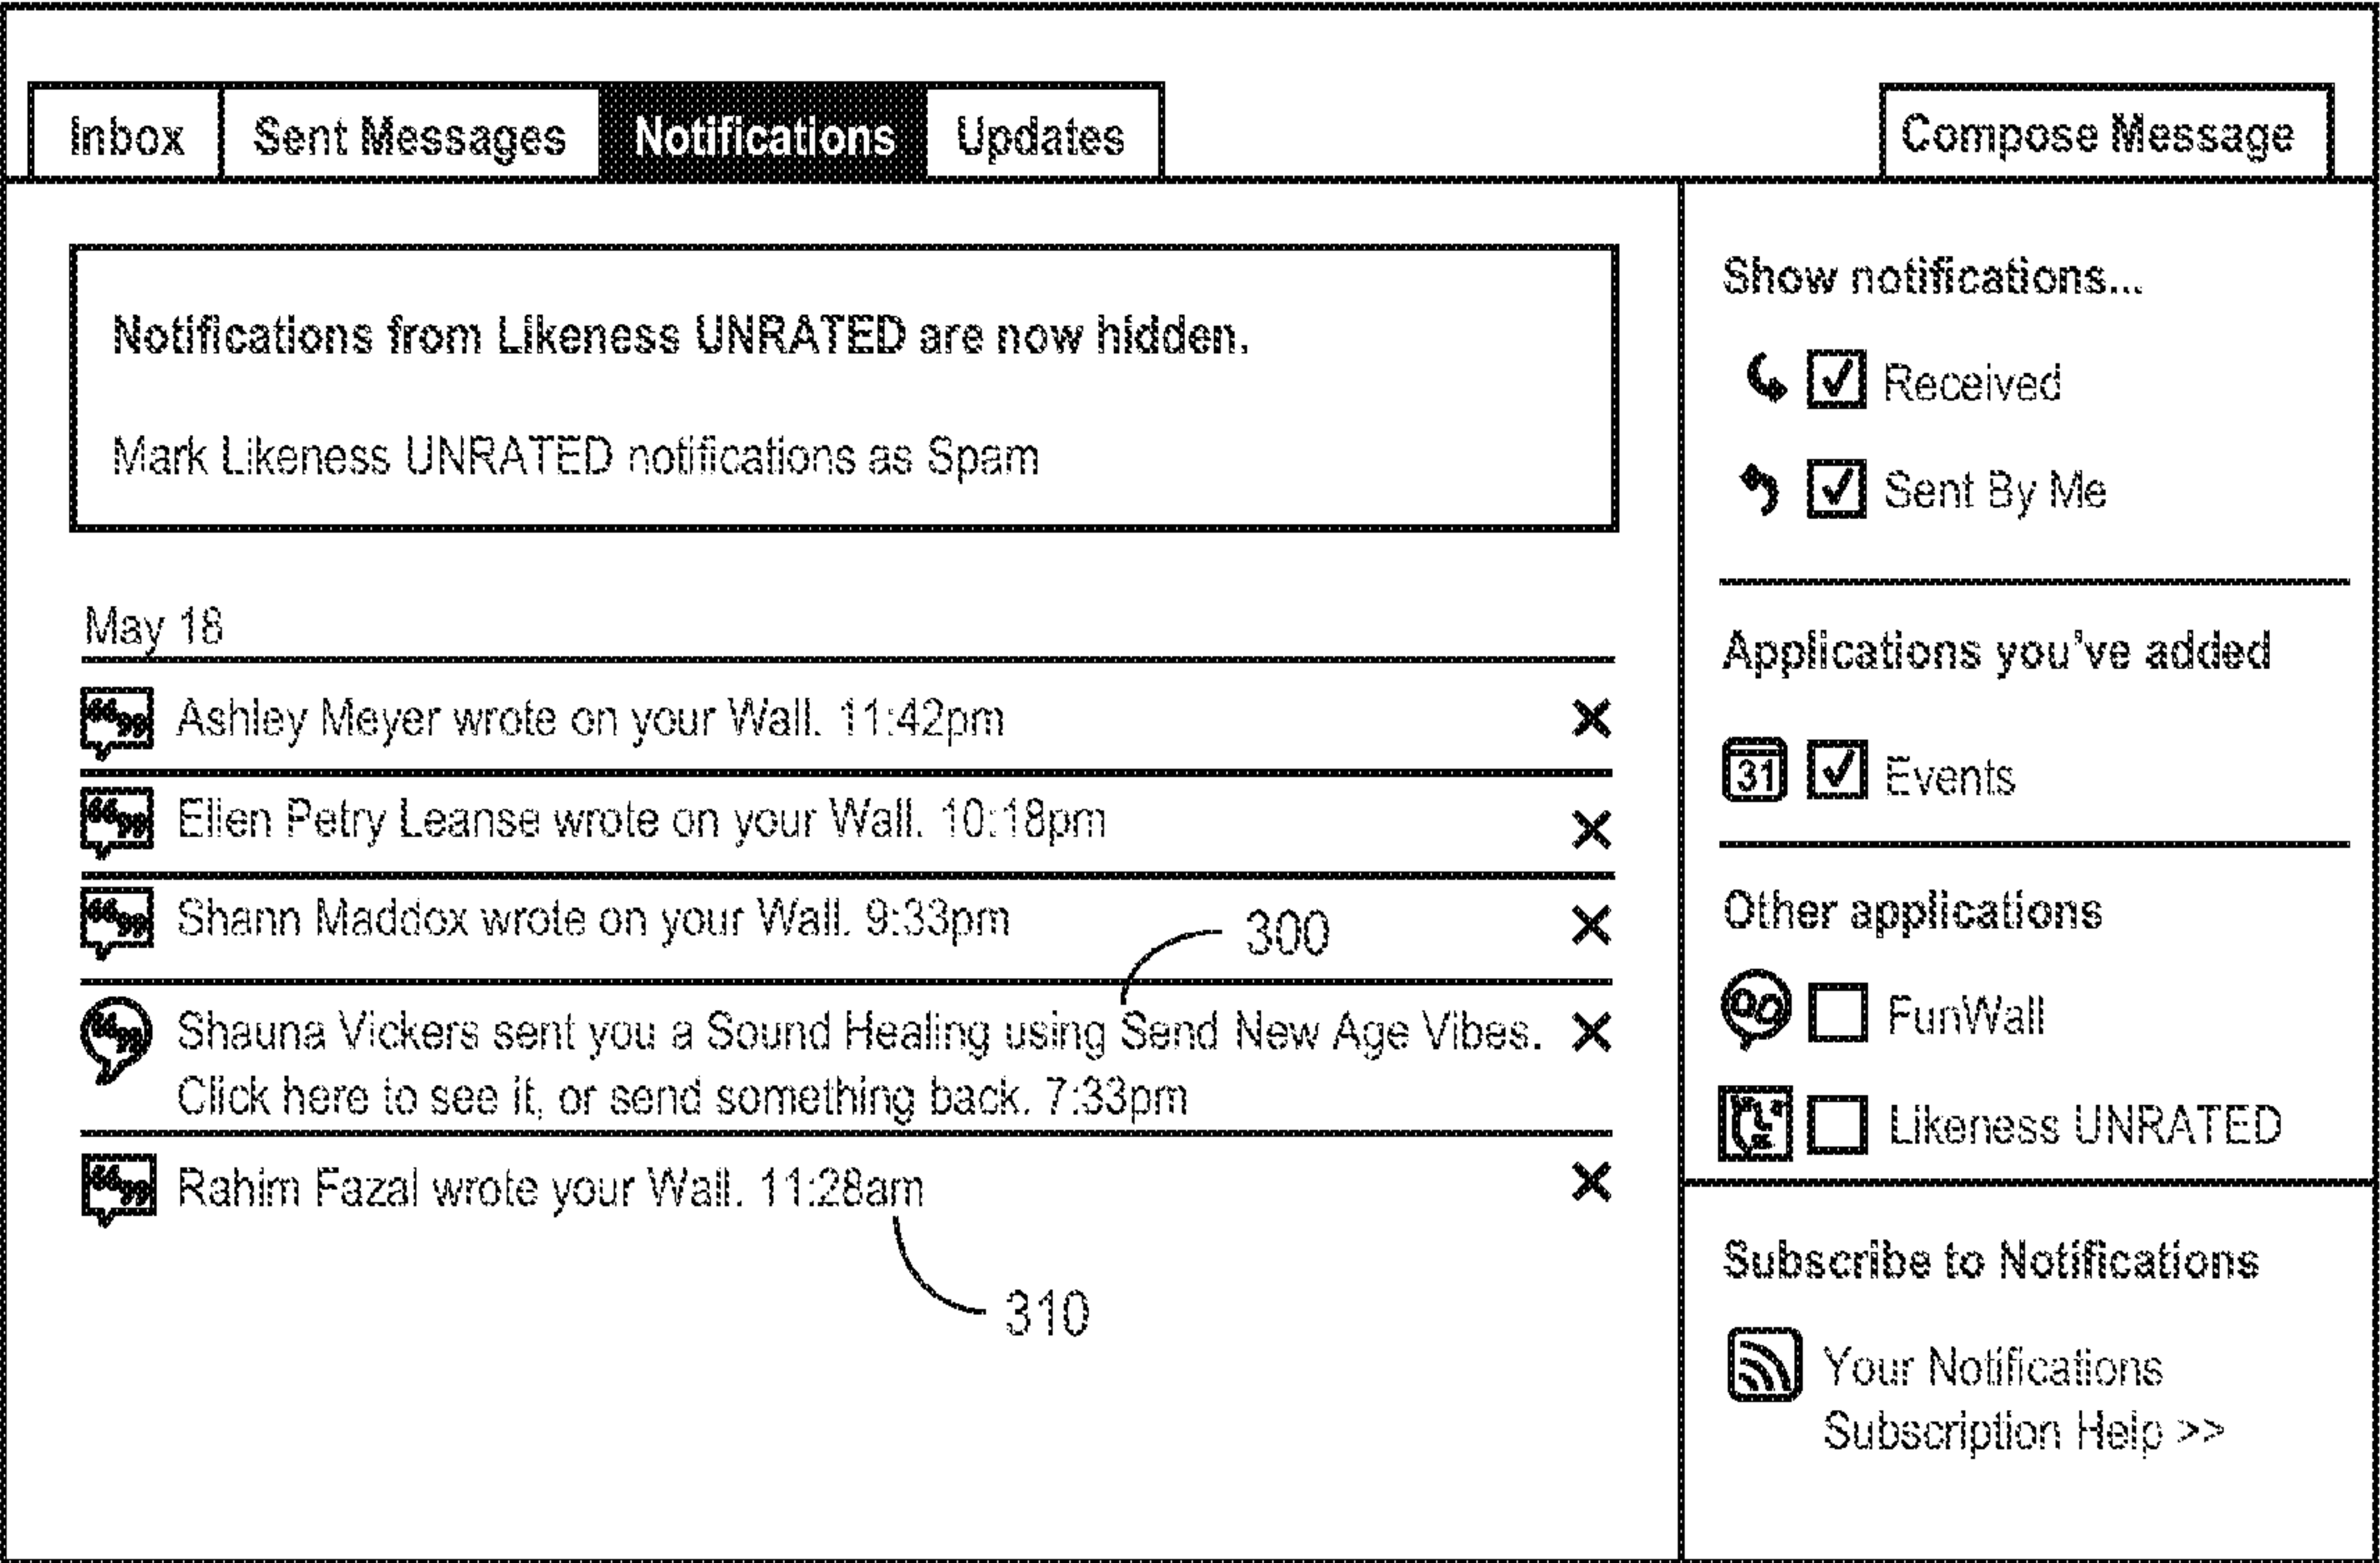 Inbox
Sent Messages
Notifications
Updates
Compose Message
Notifications from Likeness UNRATED are now hidden.
Mark Likeness UNRATED notifications as Spam
May 18
Ashley Meyer wrote on your Wall. 11:42pm
Ellen Petry Leanse wrote on your Wall. 10:18pm
Shann Maddox wrote on your Wall. 9:33pm
300
Shauna Vickers sent you a Sound Healing using Send New Age Vibes.
Click here to see it, or send something back. 7:33pm
Rahim Fazal wrote your Wall. 11:28am
310
Show notifications...
Received
Sent By Me
Applications you've added
31
Events
Other applications
FunWall
Likeness UNRATED
Subscribe to Notifications
Your Notifications
Subscription Help >>